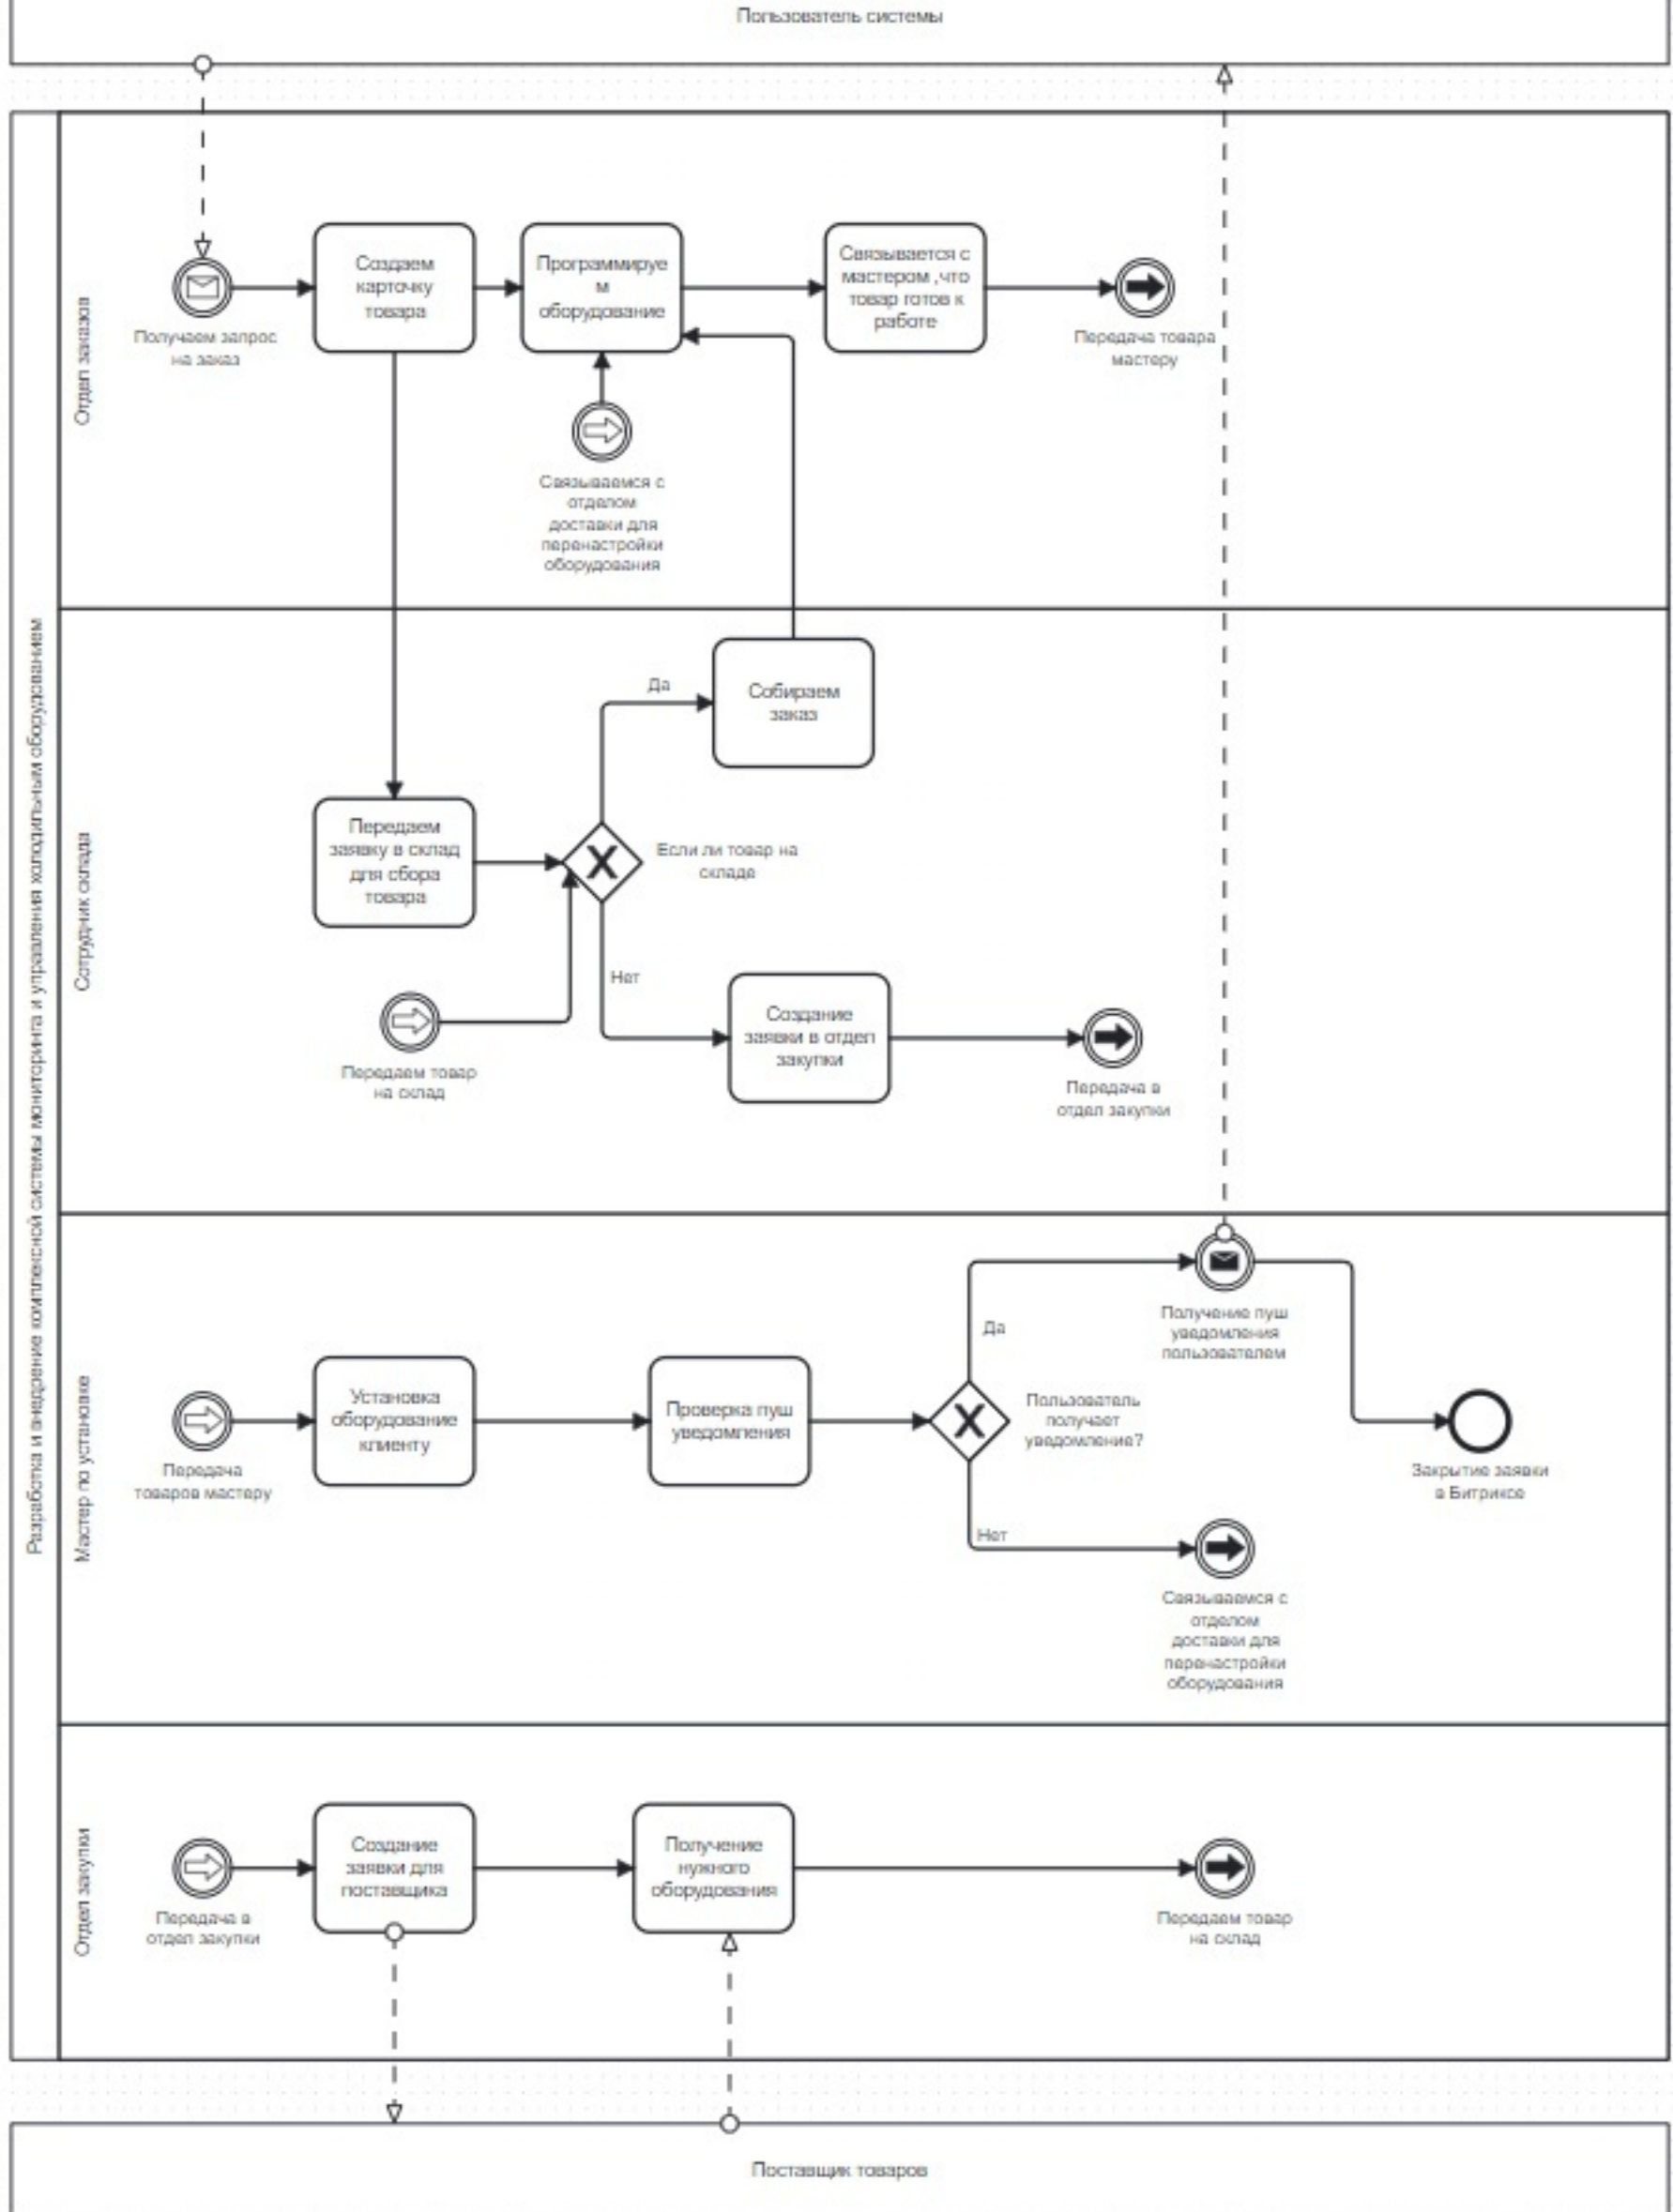 Пользователь системы
Разработка и внедрение комплексной системы мониторинга и управления холодильным оборудованием
Отдел заказов
Получаем запрос
на заказ
Создаем
карточку
товара
Программируе
м
оборудование
Связывается с
мастером ,что
товар готов к
работе
Передача товара
мастеру
Связываемся с
отделом
доставки для
перенастройки
оборудования
Сотрудник склада
Да
Собираем
заказ
Передаем
заявку в склад
для сбора
товара
Если ли товар на
складе
Нет
Передаем товар
на склад
Создание
заявки в отдел
закупки
Передача в
отдел закупки
Мастер по установке
Передача
товаров мастеру
Установка
оборудование
клиенту
Проверка пуш
уведомления
Да
Пользователь
получает
уведомление?
Нет
Получение пуш
уведомления
пользователем
Закрытие заявки
в Битриксе
Связываемся с
отделом
доставки для
перенастройки
оборудования
Отдел закупки
Передача в
отдел закупки
Создание
заявки для
поставщика
Получение
нужного
оборудования
Передаем товар
на склад
Поставщик товаров